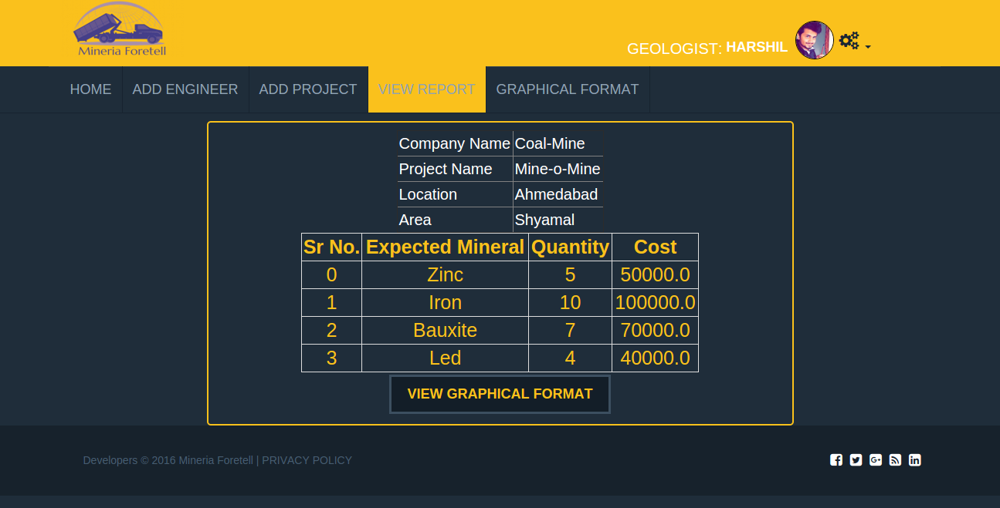 Mineria Foretell
GEOLOGIST: HARSHIL
HOME ADD ENGINEER ADD PROJECT VIEW REPORT GRAPHICAL FORMAT
Company Name Coal-Mine
Project Name Mine-o-Mine
Location Ahmedabad
Area Shyamal
Sr No. Expected Mineral Quantity Cost
0 Zinc 5 50000.0
1 Iron 10 100000.0
2 Bauxite 7 70000.0
3 Led 4 40000.0
VIEW GRAPHICAL FORMAT
Developers © 2016 Mineria Foretell | PRIVACY POLICY